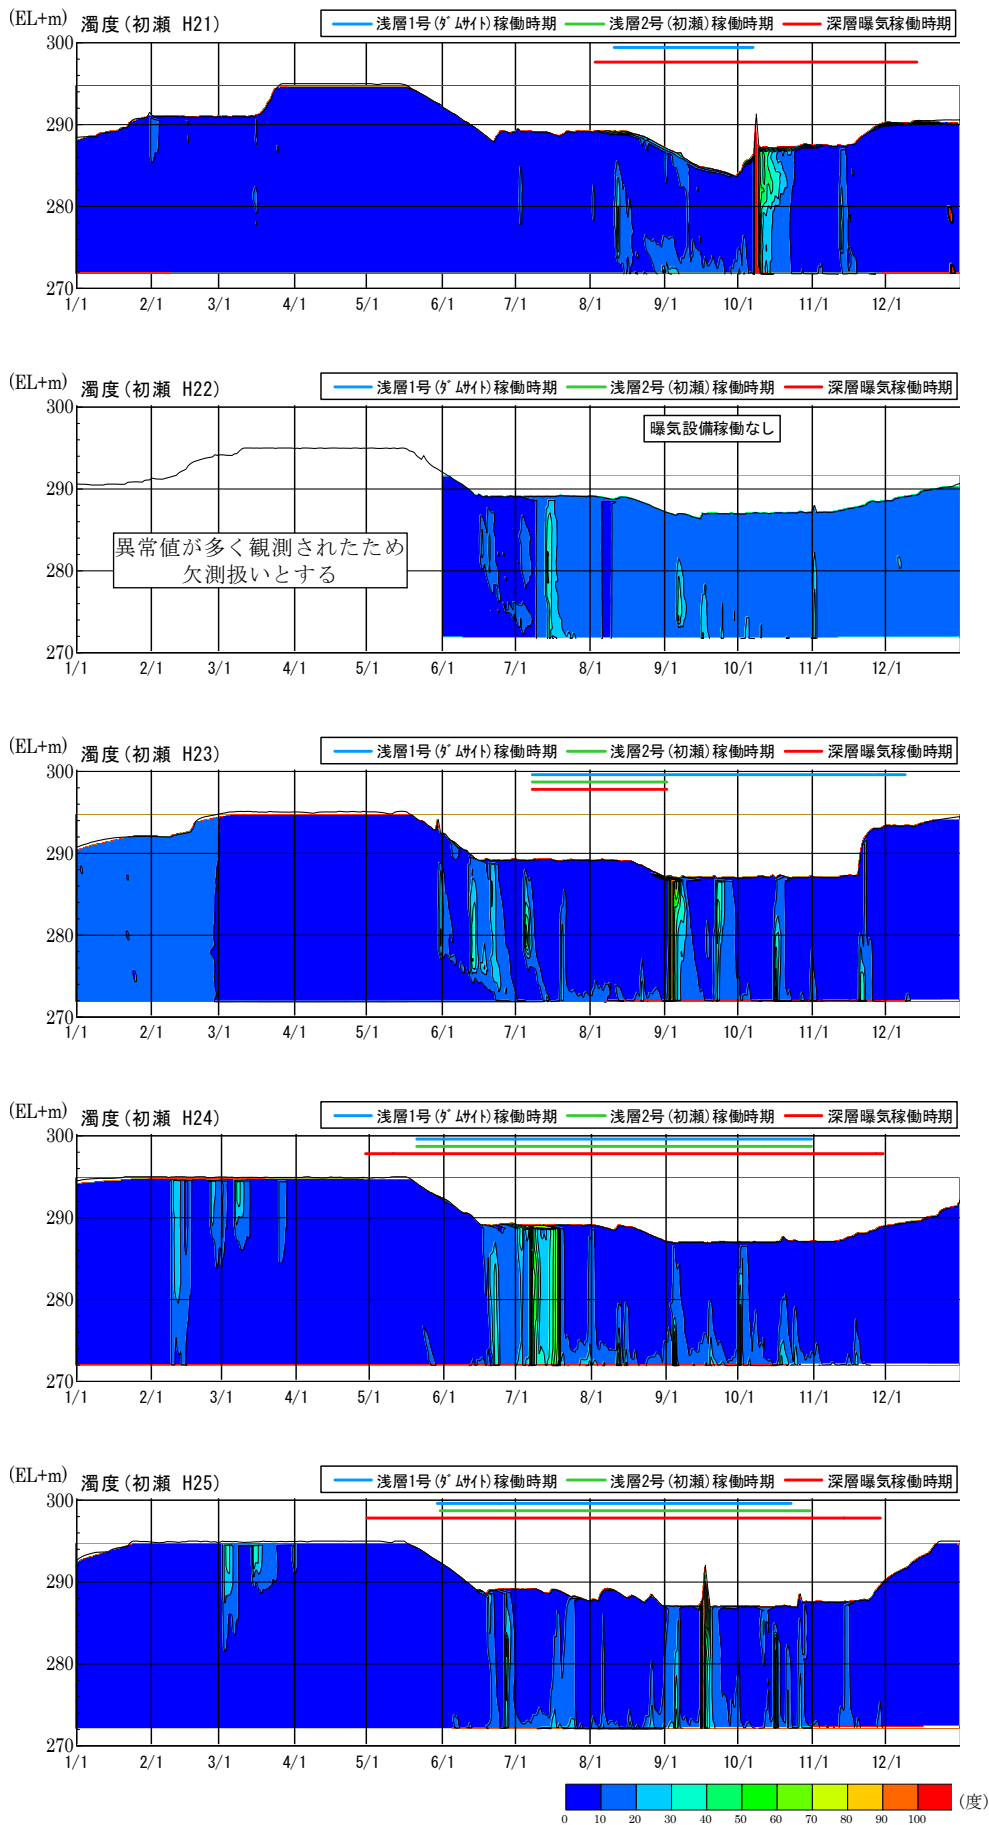 (EL+m) 濁度(初瀬 H21) 浅層1号(ダムサイト)稼働時期 浅層2号(初瀬)稼働時期 深層曝気稼働時期
300
290
280
270
1/1 2/1 3/1 4/1 5/1 6/1 7/1 8/1 9/1 10/1 11/1 12/1
(EL+m) 濁度(初瀬 H22) 浅層1号(ダムサイト)稼働時期 浅層2号(初瀬)稼働時期 深層曝気稼働時期
300
曝気設備稼働なし
290
異常値が多く観測されたため
280
欠測扱いとする
270
1/1 2/1 3/1 4/1 5/1 6/1 7/1 8/1 9/1 10/1 11/1 12/1
(EL+m) 濁度(初瀬 H23) 浅層1号(ダムサイト)稼働時期 浅層2号(初瀬)稼働時期 深層曝気稼働時期
300
290
280
270
1/1 2/1 3/1 4/1 5/1 6/1 7/1 8/1 9/1 10/1 11/1 12/1
(EL+m) 濁度(初瀬 H24) 浅層1号(ダムサイト)稼働時期 浅層2号(初瀬)稼働時期 深層曝気稼働時期
300
290
280
270
1/1 2/1 3/1 4/1 5/1 6/1 7/1 8/1 9/1 10/1 11/1 12/1
(EL+m) 濁度(初瀬 H25) 浅層1号(ダムサイト)稼働時期 浅層2号(初瀬)稼働時期 深層曝気稼働時期
300
290
280
270
1/1 2/1 3/1 4/1 5/1 6/1 7/1 8/1 9/1 10/1 11/1 12/1
(度)
0 10 20 30 40 50 60 70 80 90 100